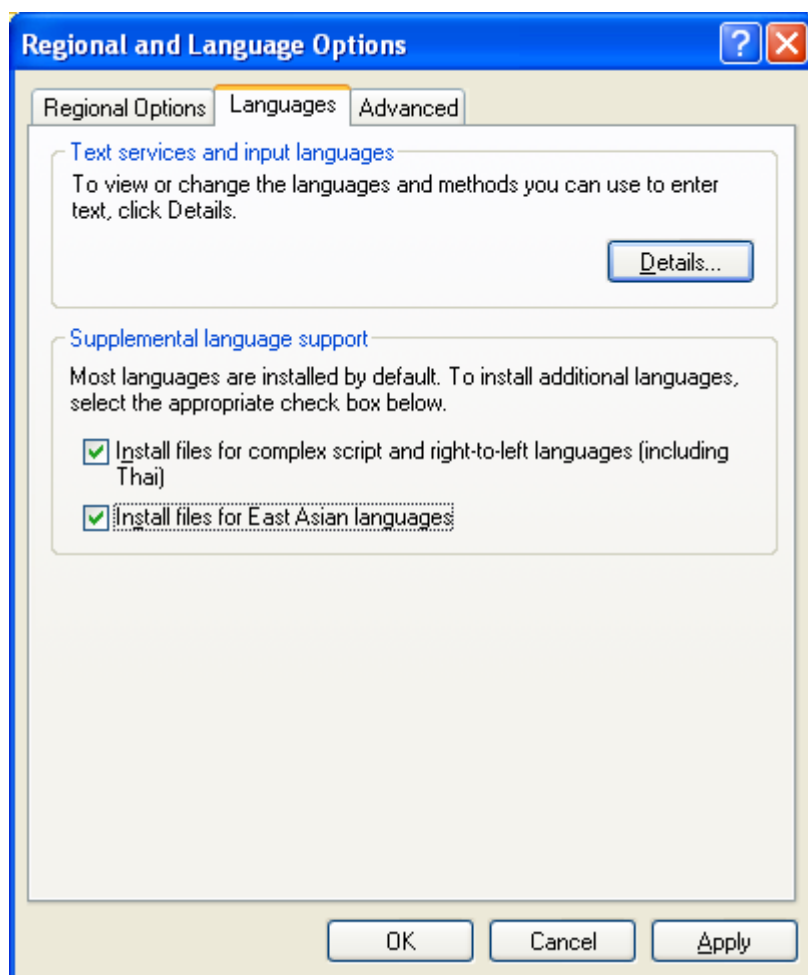 Regional and Language Options
Regional Options
Languages
Advanced
Text services and input languages
To view or change the languages and methods you can use to enter
text, click Details.
Details...
Supplemental language support
Most languages are installed by default. To install additional languages,
select the appropriate check box below.
Install files for complex script and right-to-left languages (including
Thai)
Install files for East Asian languages
OK
Cancel
Apply